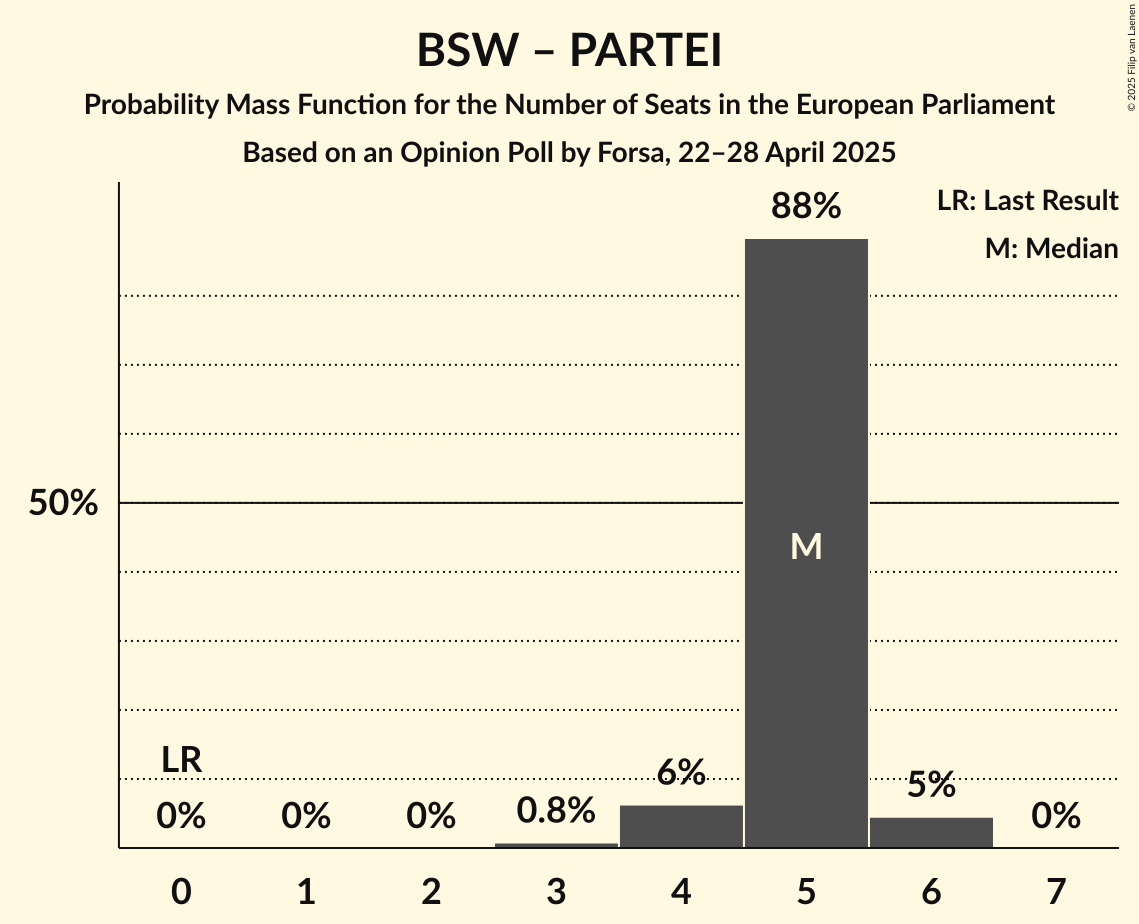 BSW – PARTEI
Probability Mass Function for the Number of Seats in the European Parliament
Based on an Opinion Poll by Forsa, 22–28 April 2025
© 2025 Filip van Laenen
LR: Last Result
M: Median
88%
50%
M
LR
0%
0%
0%
0.8%
6%
5%
0%
0
1
2
3
4
5
6
7